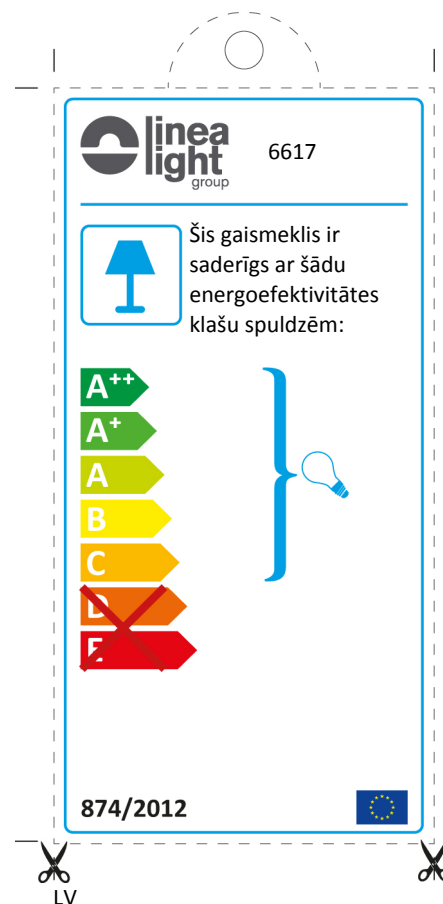 linea
light
group
6617
Šis gaismeklis ir
saderīgs ar šādu
energoefektivitātes
klašu spuldzēm:
A++
A+
A
B
C
D
E
874/2012
LV